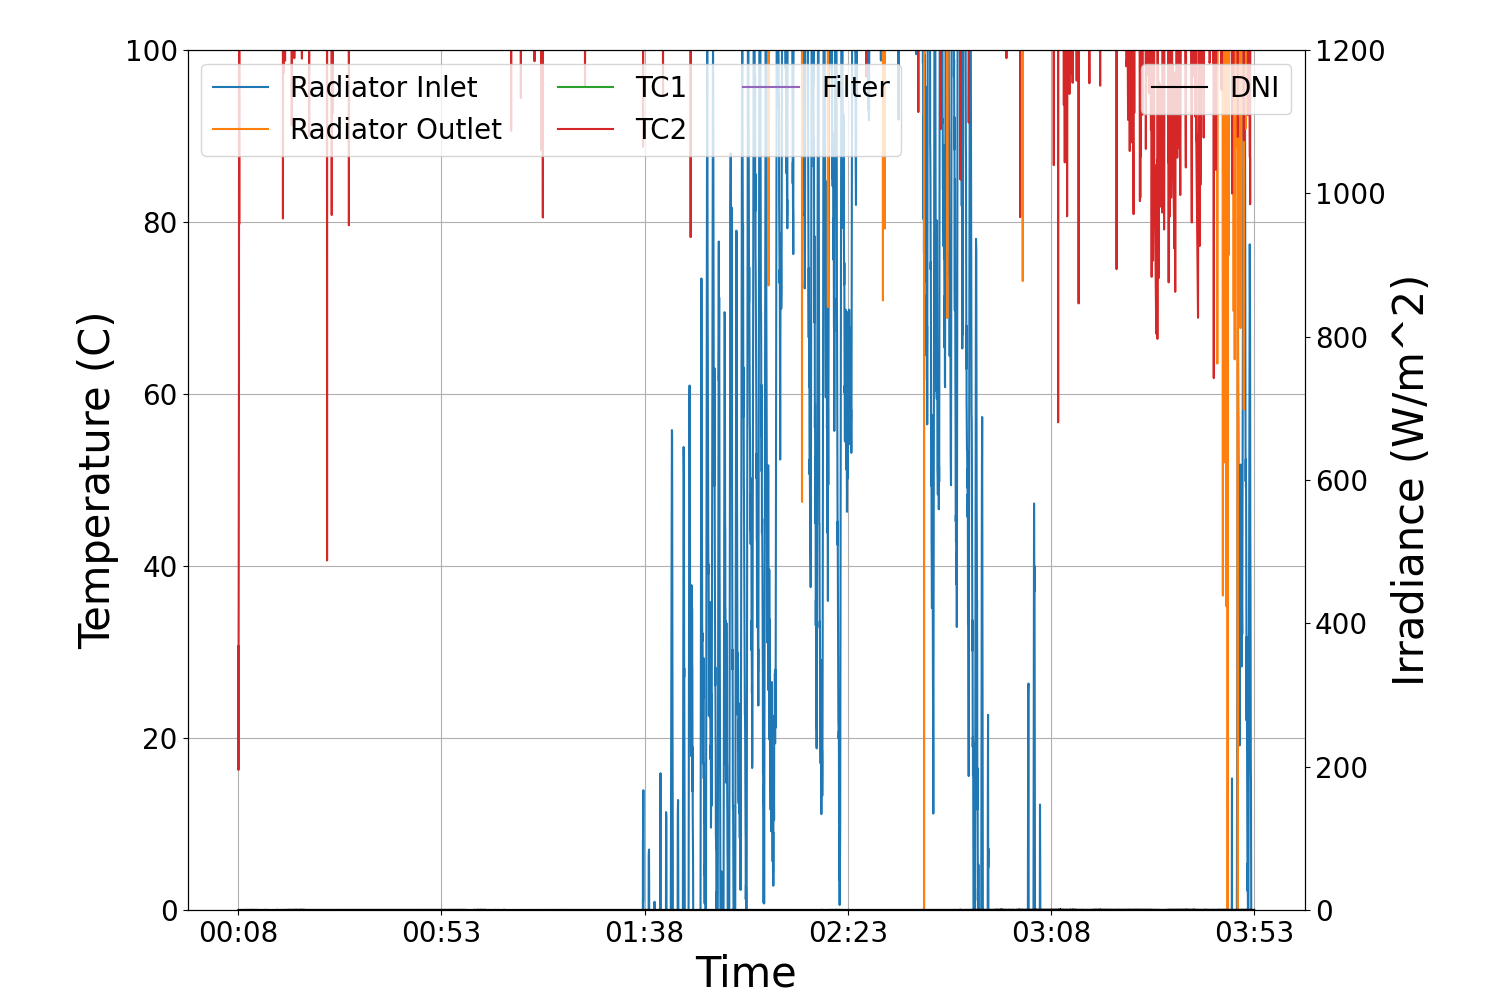 Radiator Inlet
Radiator Outlet
TC1
TC2
Filter
DNI
Temperature (C)
100
80
60
40
20
0
Irradiance (W/m^2)
1200
1000
800
600
400
200
0
00:08 00:53 01:38 02:23 03:08 03:53
Time